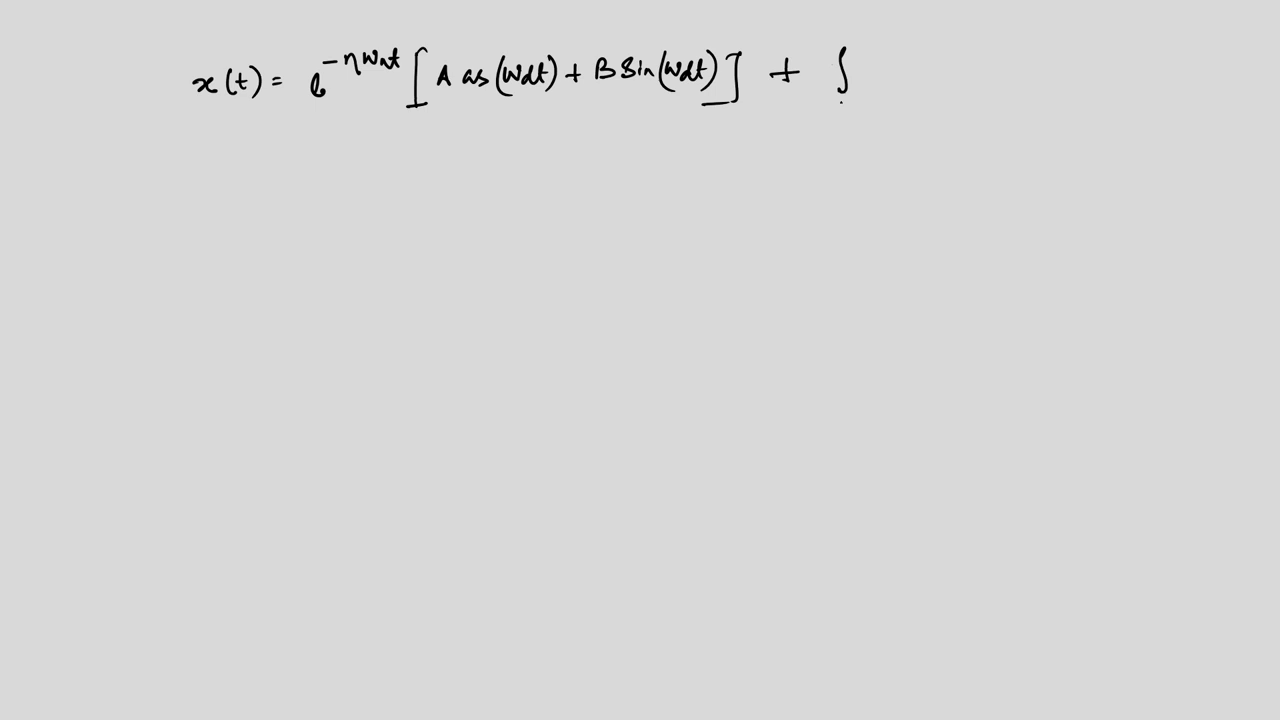 x(t) = e^{-ηωnt} [A cos(ωdt) + B Sin(ωdt)] + ∫